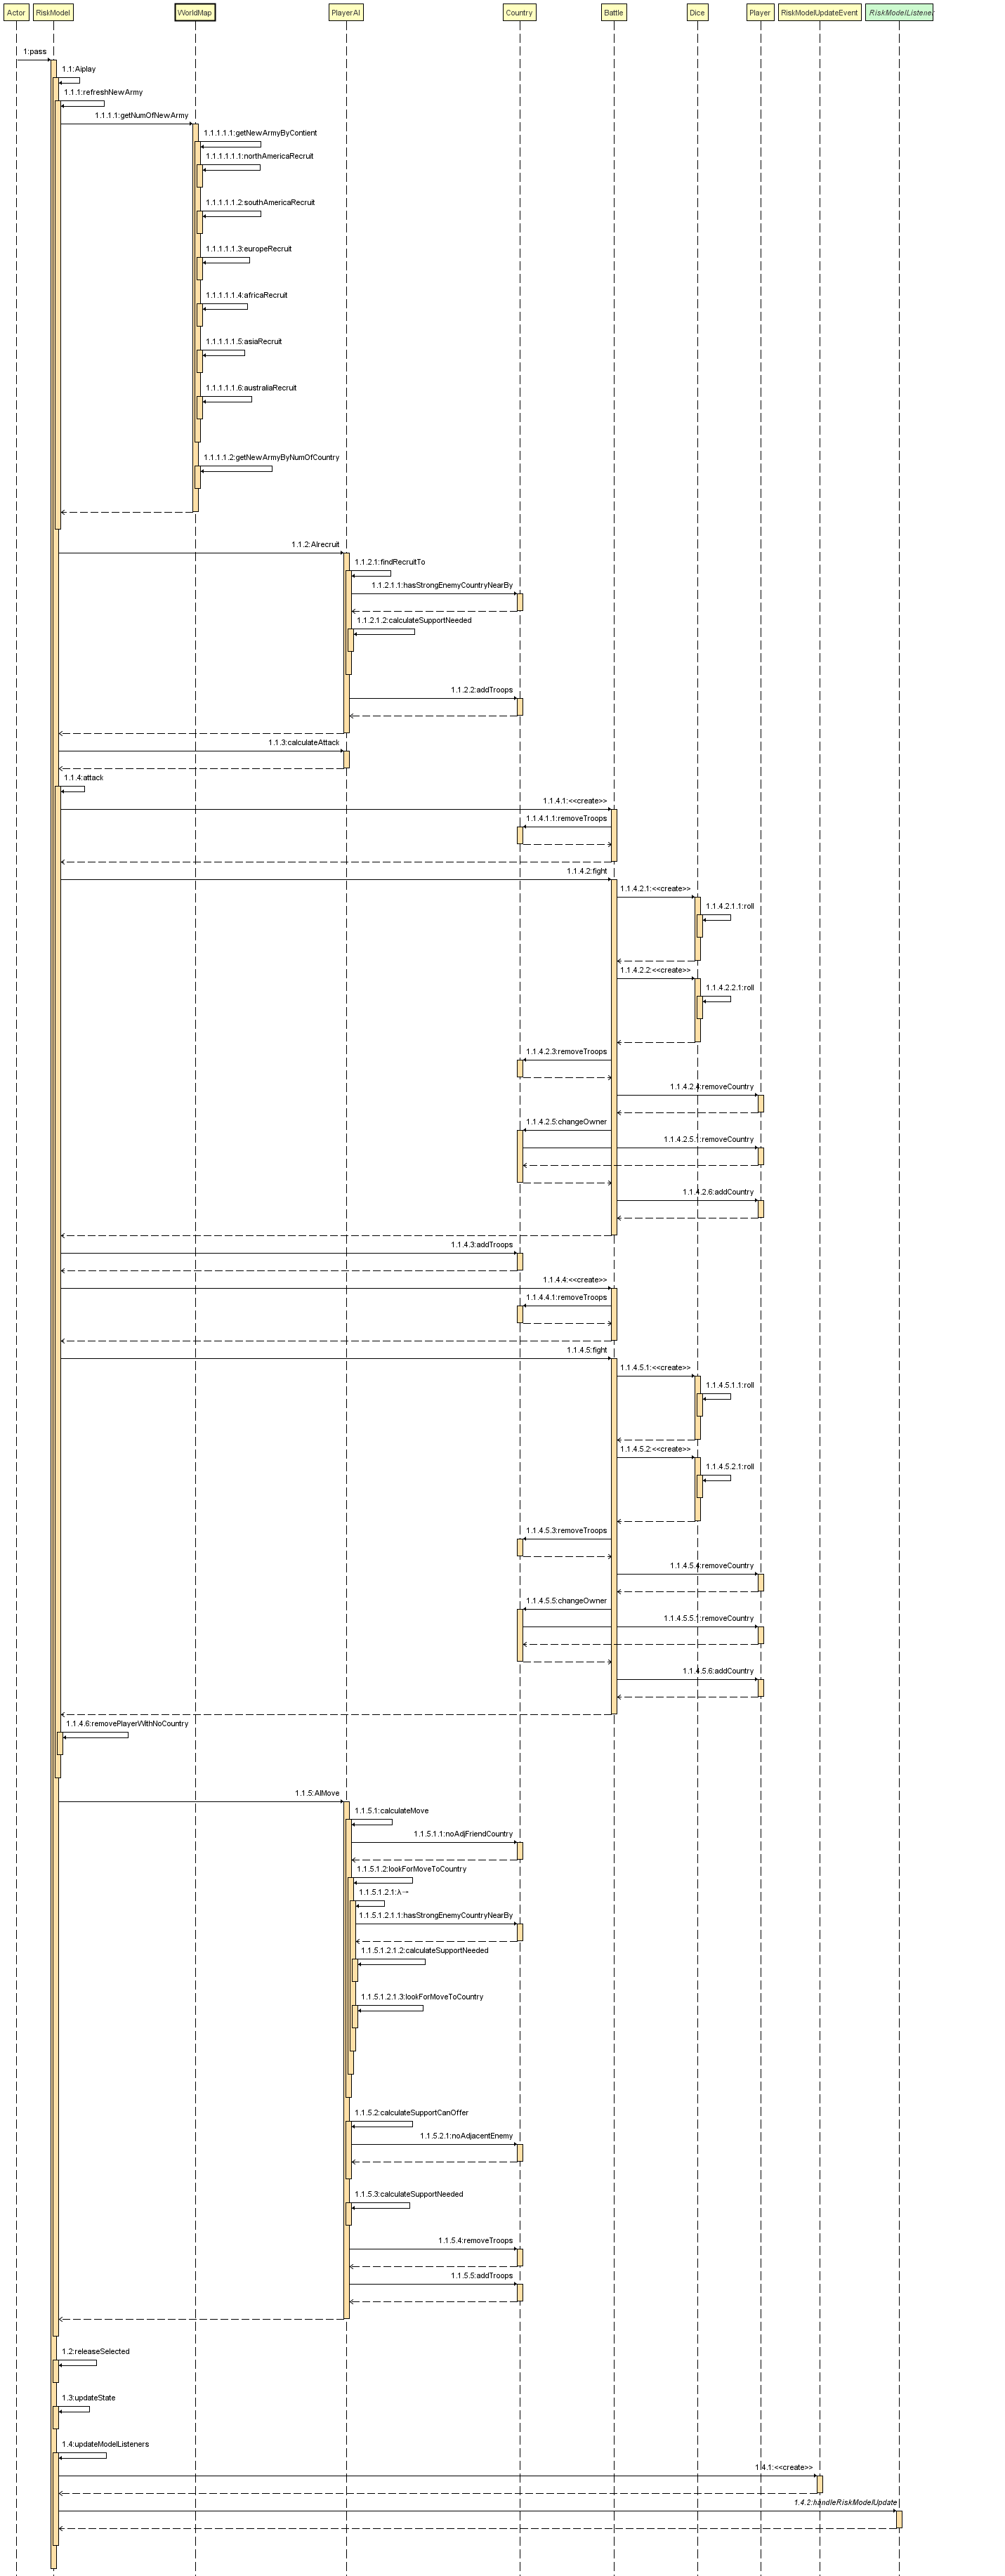 Actor
RiskModel
WorldMap
PlayerAI
Country
Battle
Dice
Player
RiskModelUpdateEvent
RiskModelListener
1:pass
1.1:AIplay
1.1.1:refreshNewArmy
1.1.1.1:getNumOfNewArmy
1.1.1.1.1:getNewArmyByContient
1.1.1.1.1.1:northAmericaRecruit
1.1.1.1.1.2:southAmericaRecruit
1.1.1.1.1.3:europeRecruit
1.1.1.1.1.4:africaRecruit
1.1.1.1.1.5:asiaRecruit
1.1.1.1.1.6:australiaRecruit
1.1.1.1.2:getNewArmyByNumOfCountry
1.1.2:AIrecruit
1.1.2.1:findRecruitTo
1.1.2.1.1:hasStrongEnemyCountryNearBy
1.1.2.1.2:calculateSupportNeeded
1.1.2.2:addTroops
1.1.3:calculateAttack
1.1.4:attack
1.1.4.1:<<create>>
1.1.4.1.1:removeTroops
1.1.4.2:fight
1.1.4.2.1:<<create>>
1.1.4.2.1.1:roll
1.1.4.2.2:<<create>>
1.1.4.2.2.1:roll
1.1.4.2.3:removeTroops
1.1.4.2.4:removeCountry
1.1.4.2.5:changeOwner
1.1.4.2.5.1:removeCountry
1.1.4.2.6:addCountry
1.1.4.3:addTroops
1.1.4.4:<<create>>
1.1.4.4.1:removeTroops
1.1.4.5:fight
1.1.4.5.1:<<create>>
1.1.4.5.1.1:roll
1.1.4.5.2:<<create>>
1.1.4.5.2.1:roll
1.1.4.5.3:removeTroops
1.1.4.5.4:removeCountry
1.1.4.5.5:changeOwner
1.1.4.5.5.1:removeCountry
1.1.4.5.6:addCountry
1.1.4.6:removePlayerWithNoCountry
1.1.5:AIMove
1.1.5.1:calculateMove
1.1.5.1.1:noAdjFriendCountry
1.1.5.1.2:lookForMoveToCountry
1.1.5.1.2.1:λ→
1.1.5.1.2.1.1:hasStrongEnemyCountryNearBy
1.1.5.1.2.1.2:calculateSupportNeeded
1.1.5.1.2.1.3:lookForMoveToCountry
1.1.5.2:calculateSupportCanOffer
1.1.5.2.1:noAdjacentEnemy
1.1.5.3:calculateSupportNeeded
1.1.5.4:removeTroops
1.1.5.5:addTroops
1.2:releaseSelected
1.3:updateState
1.4:updateModelListeners
1.4.1:<<create>>
1.4.2:handleRiskModelUpdate